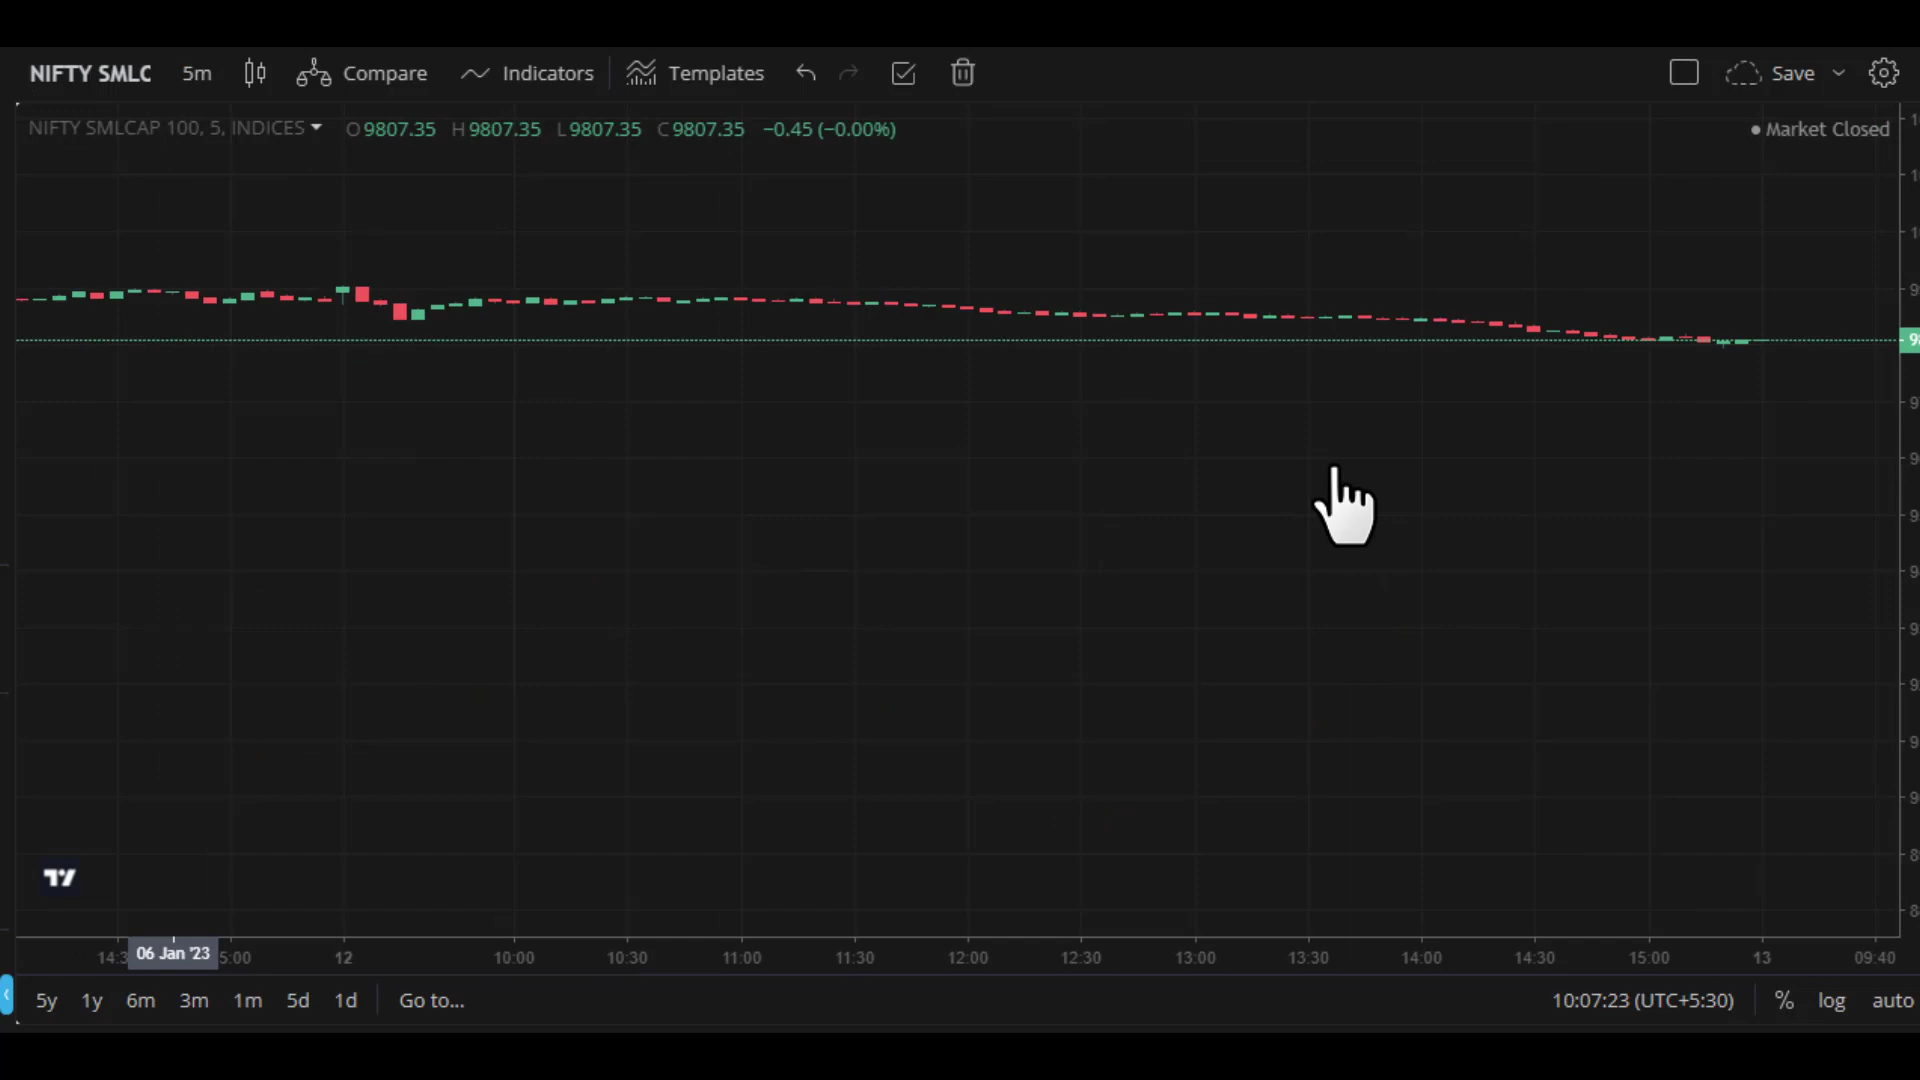 NIFTY SMLC 5m Compare Indicators Templates Save
NIFTY SMLCAP 100, 5, INDICES O9807.35 H9807.35 L9807.35 C9807.35 −0.45 (−0.00%) Market Closed
06 Jan '23 5:00 12 10:00 10:30 11:00 11:30 12:00 12:30 13:00 13:30 14:00 14:30 15:00 13 09:40
5y 1y 6m 3m 1m 5d 1d Go to... 10:07:23 (UTC+5:30) % log auto